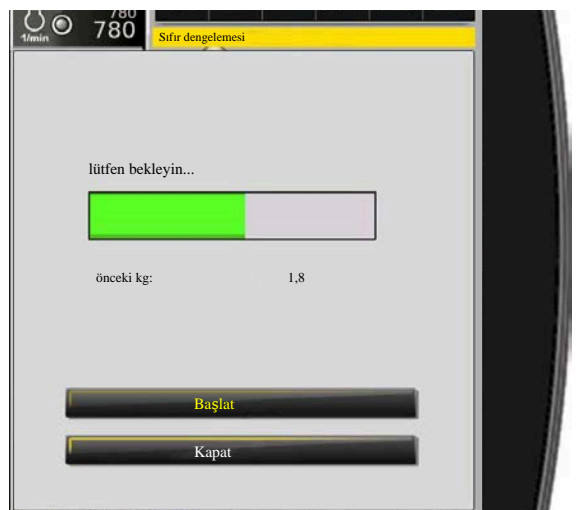 780
1/min 780
Sıfır dengelemesi
lütfen bekleyin...
önceki kg: 1,8
Başlat
Kapat